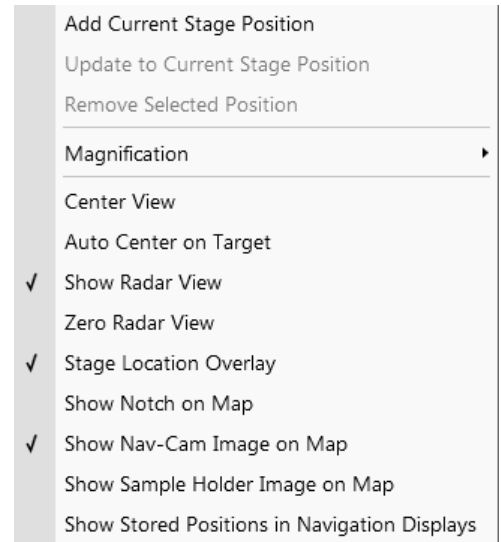 Add Current Stage Position
Update to Current Stage Position
Remove Selected Position
Magnification
Center View
Auto Center on Target
Show Radar View
Zero Radar View
Stage Location Overlay
Show Notch on Map
Show Nav-Cam Image on Map
Show Sample Holder Image on Map
Show Stored Positions in Navigation Displays